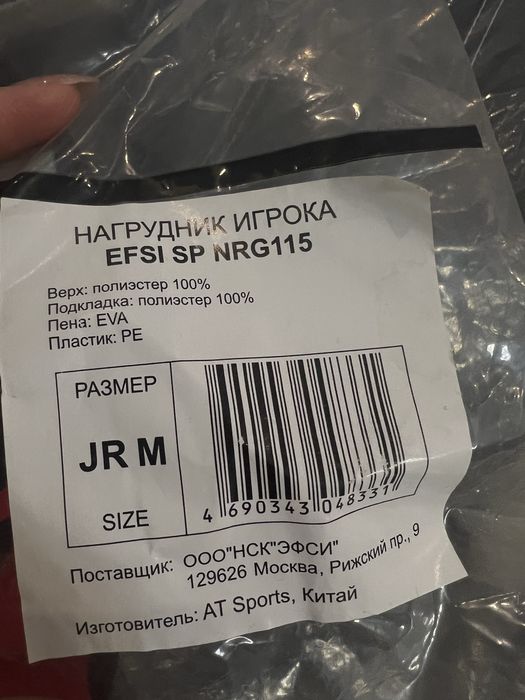 НАГРУДНИК ИГРОКА
EFSI SP NRG115
Верх: полиэстер 100%
Подкладка: полиэстер 100%
Пена: EVA
Пластик: PE
РАЗМЕР
JR M
SIZE
4 690343 048331
Поставщик: ООО"НСК"ЭФСИ"
129626 Москва, Рижский пр., 9
Изготовитель: AT Sports, Китай